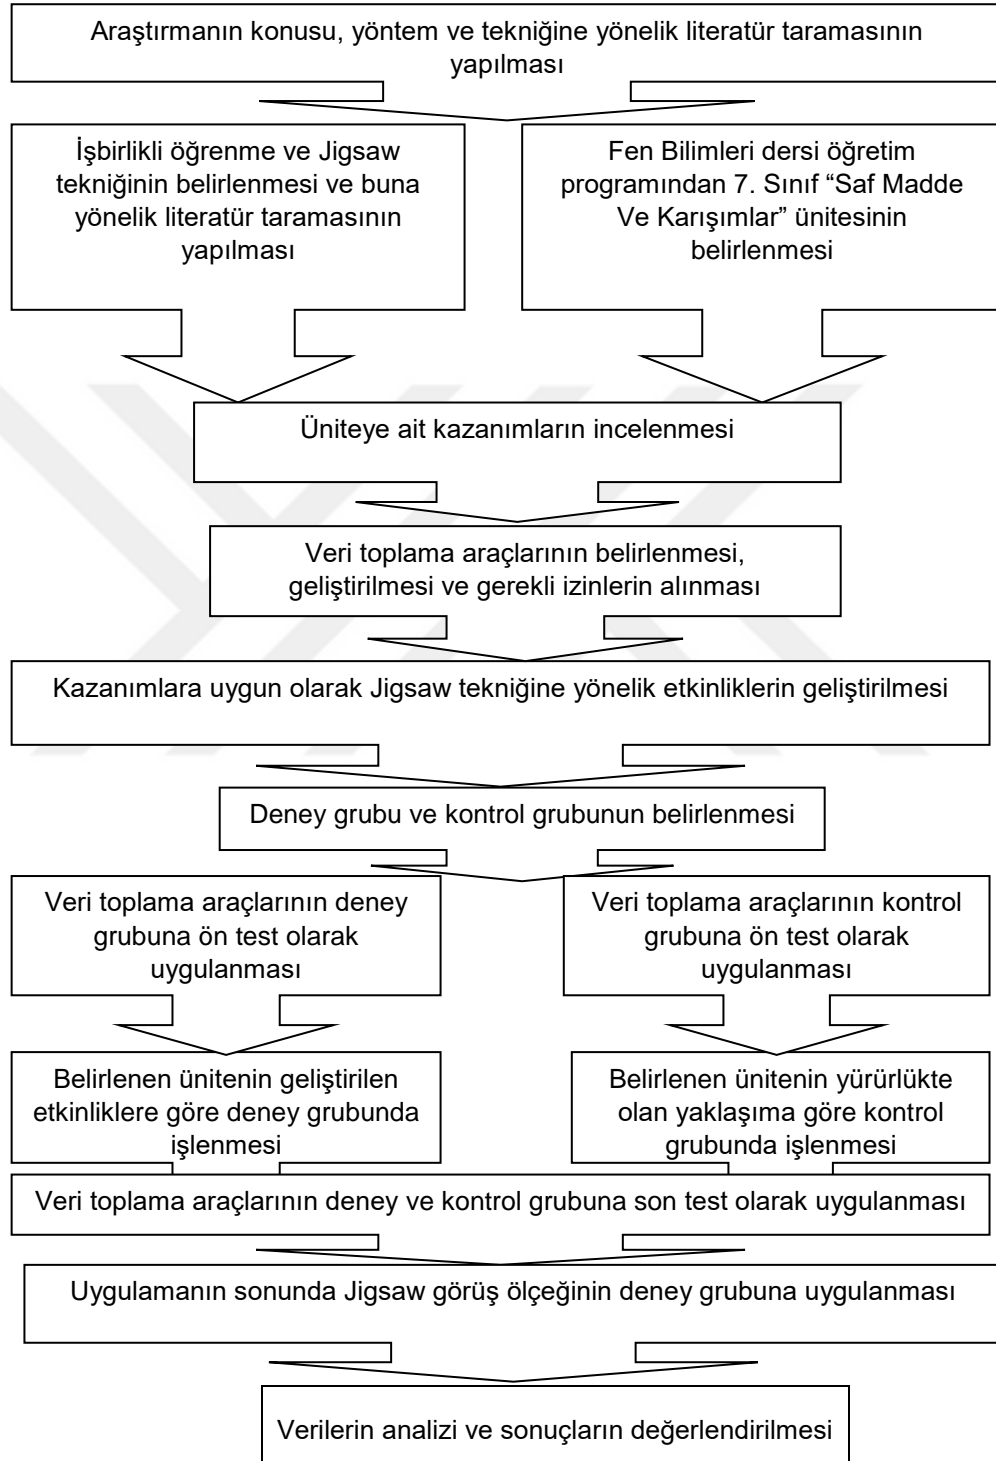 Araştırmanın konusu, yöntem ve tekniğine yönelik literatür taramasının
yapılması
İşbirlikli öğrenme ve Jigsaw
tekniğinin belirlenmesi ve buna
yönelik literatür taramasının
yapılması
Fen Bilimleri dersi öğretim
programından 7. Sınıf “Saf Madde
Ve Karışımlar” ünitesinin
belirlenmesi
Üniteye ait kazanımların incelenmesi
Veri toplama araçlarının belirlenmesi,
geliştirilmesi ve gerekli izinlerin alınması
Kazanımlara uygun olarak Jigsaw tekniğine yönelik etkinliklerin geliştirilmesi
Deney grubu ve kontrol grubunun belirlenmesi
Veri toplama araçlarının deney
grubuna ön test olarak
uygulanması
Veri toplama araçlarının kontrol
grubuna ön test olarak
uygulanması
Belirlenen ünitenin geliştirilen
etkinliklere göre deney grubunda
işlenmesi
Belirlenen ünitenin yürürlükte
olan yaklaşıma göre kontrol
grubunda işlenmesi
Veri toplama araçlarının deney ve kontrol grubuna son test olarak uygulanması
Uygulamanın sonunda Jigsaw görüş ölçeğinin deney grubuna uygulanması
Verilerin analizi ve sonuçların değerlendirilmesi